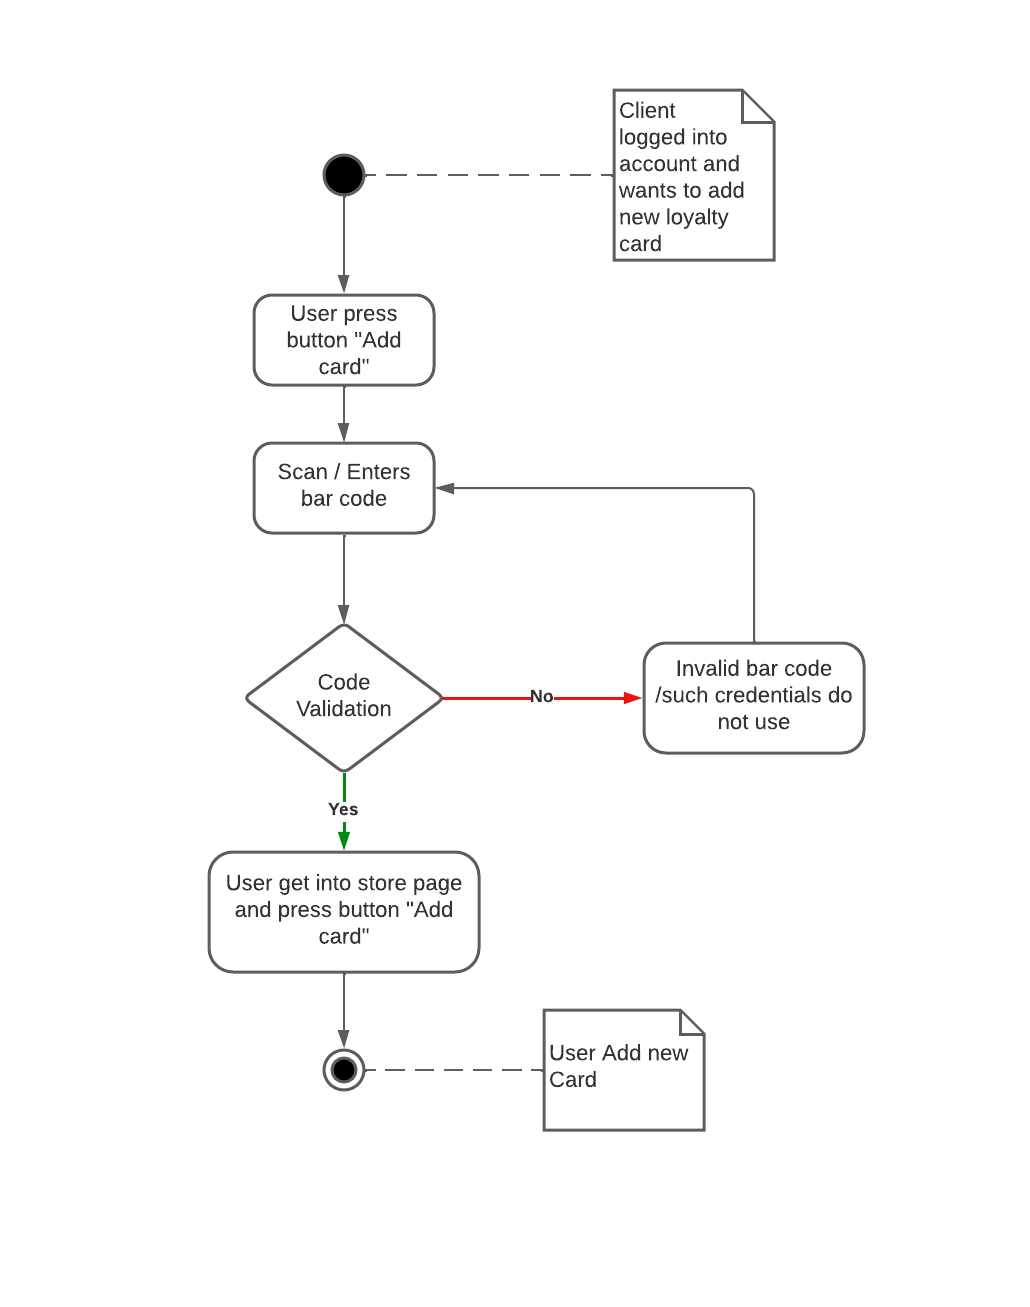 Client
logged into
account and
wants to add
new loyalty
card
User press
button "Add
card"
Scan / Enters
bar code
Code
Validation
No
Invalid bar code
/such credentials do
not use
Yes
User get into store page
and press button "Add
card"
User Add new
Card